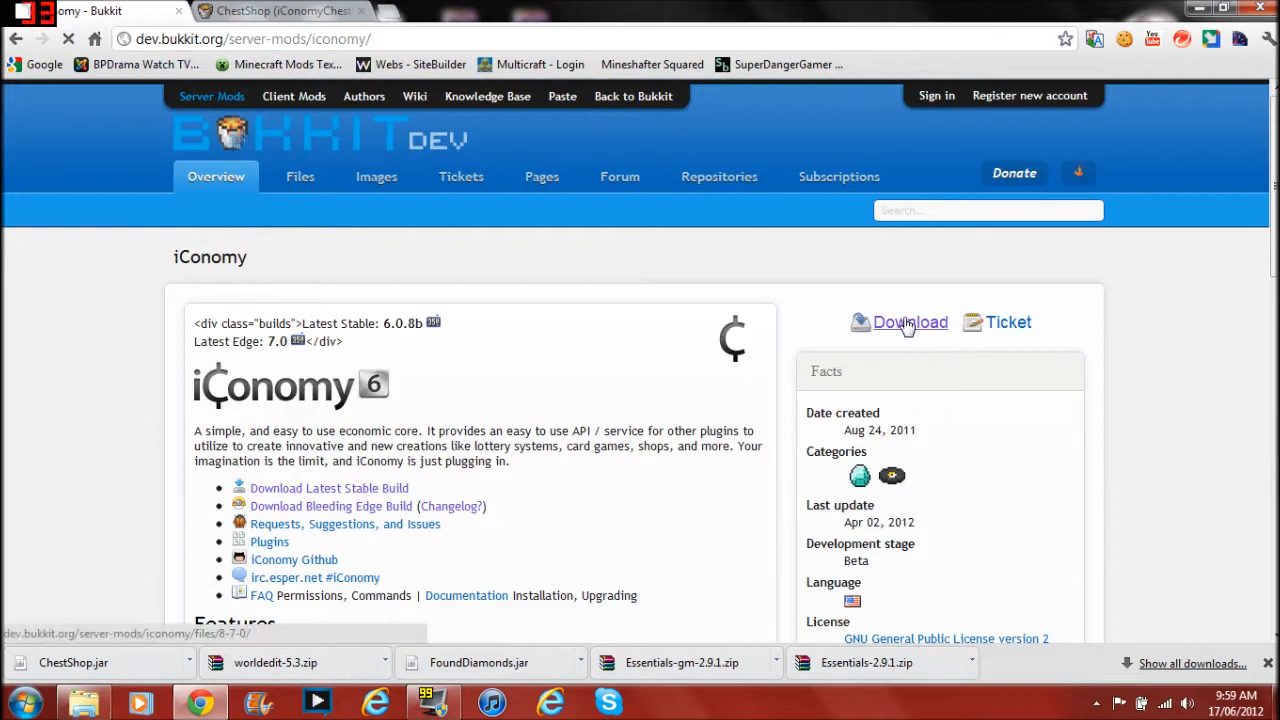 33
onomy - Bukkit
ChestShop (iConomyChest
dev.bukkit.org/server-mods/iconomy/
Google BPDrama Watch TV... Minecraft Mods Tex... Webs - SiteBuilder Multicraft - Login Mineshafter Squared SuperDangerGamer ...
You Tube
Sb
Server Mods Client Mods Authors Wiki Knowledge Base Paste Back to Bukkit Sign in Register new account
BUKKIT DEV
Overview Files Images Tickets Pages Forum Repositories Subscriptions Donate
Search...
iConomy
<div class="builds">Latest Stable: 6.0.8b
Latest Edge: 7.0 </div>
Download Ticket
iConomy 6
Facts
A simple, and easy to use economic core. It provides an easy to use API / service for other plugins to
utilize to create innovative and new creations like lottery systems, card games, shops, and more. Your
imagination is the limit, and iConomy is just plugging in.
Download Latest Stable Build
Download Bleeding Edge Build (Changelog?)
Requests, Suggestions, and Issues
Plugins
iConomy Github
irc.esper.net #iConomy
FAQ Permissions, Commands | Documentation Installation, Upgrading
Features
Date created
Aug 24, 2011
Categories
Last update
Apr 02, 2012
Development stage
Beta
Language
License
GNU General Public License version 2
dev.bukkit.org/server-mods/iconomy/files/8-7-0/
ChestShop.jar worldedit-5.3.zip FoundDiamonds.jar Essentials-gm-2.9.1.zip Essentials-2.9.1.zip Show all downloads...
99
9:59 AM
17/06/2012